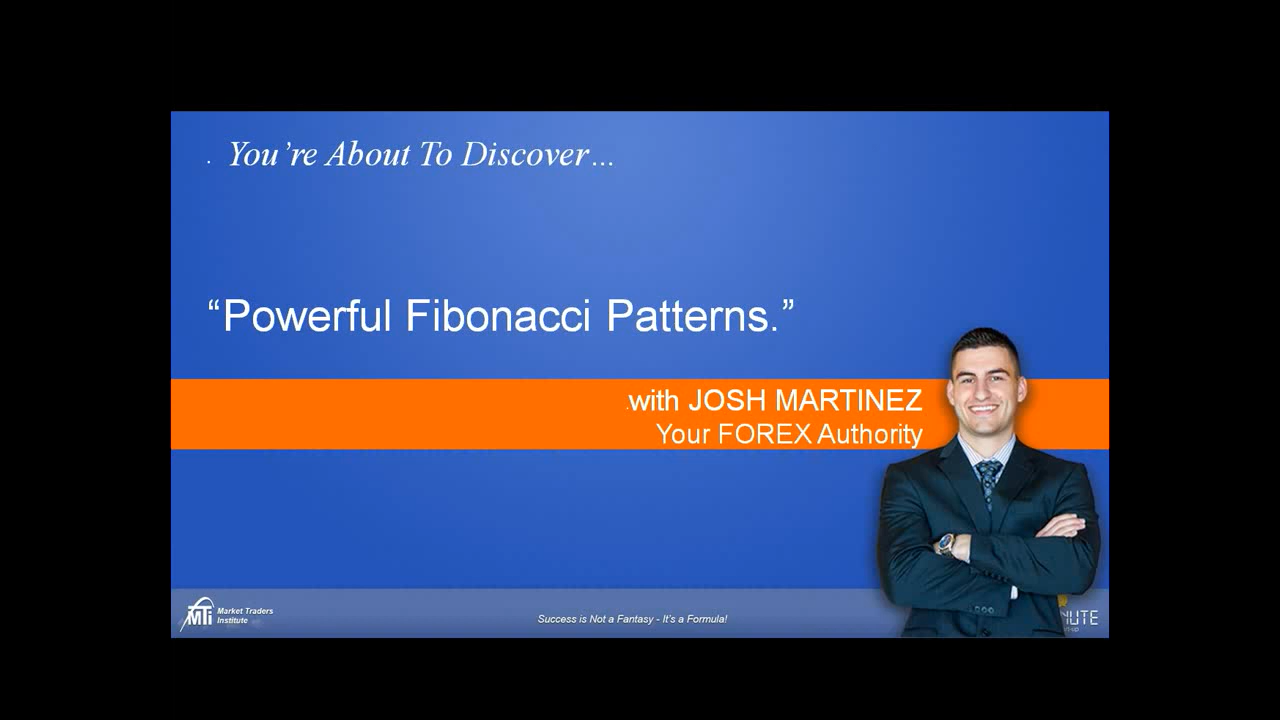 You're About To Discover...
“Powerful Fibonacci Patterns.”
with JOSH MARTINEZ
Your FOREX Authority
MTI
Market Traders
Institute
Success is Not a Fantasy - It's a Formula!